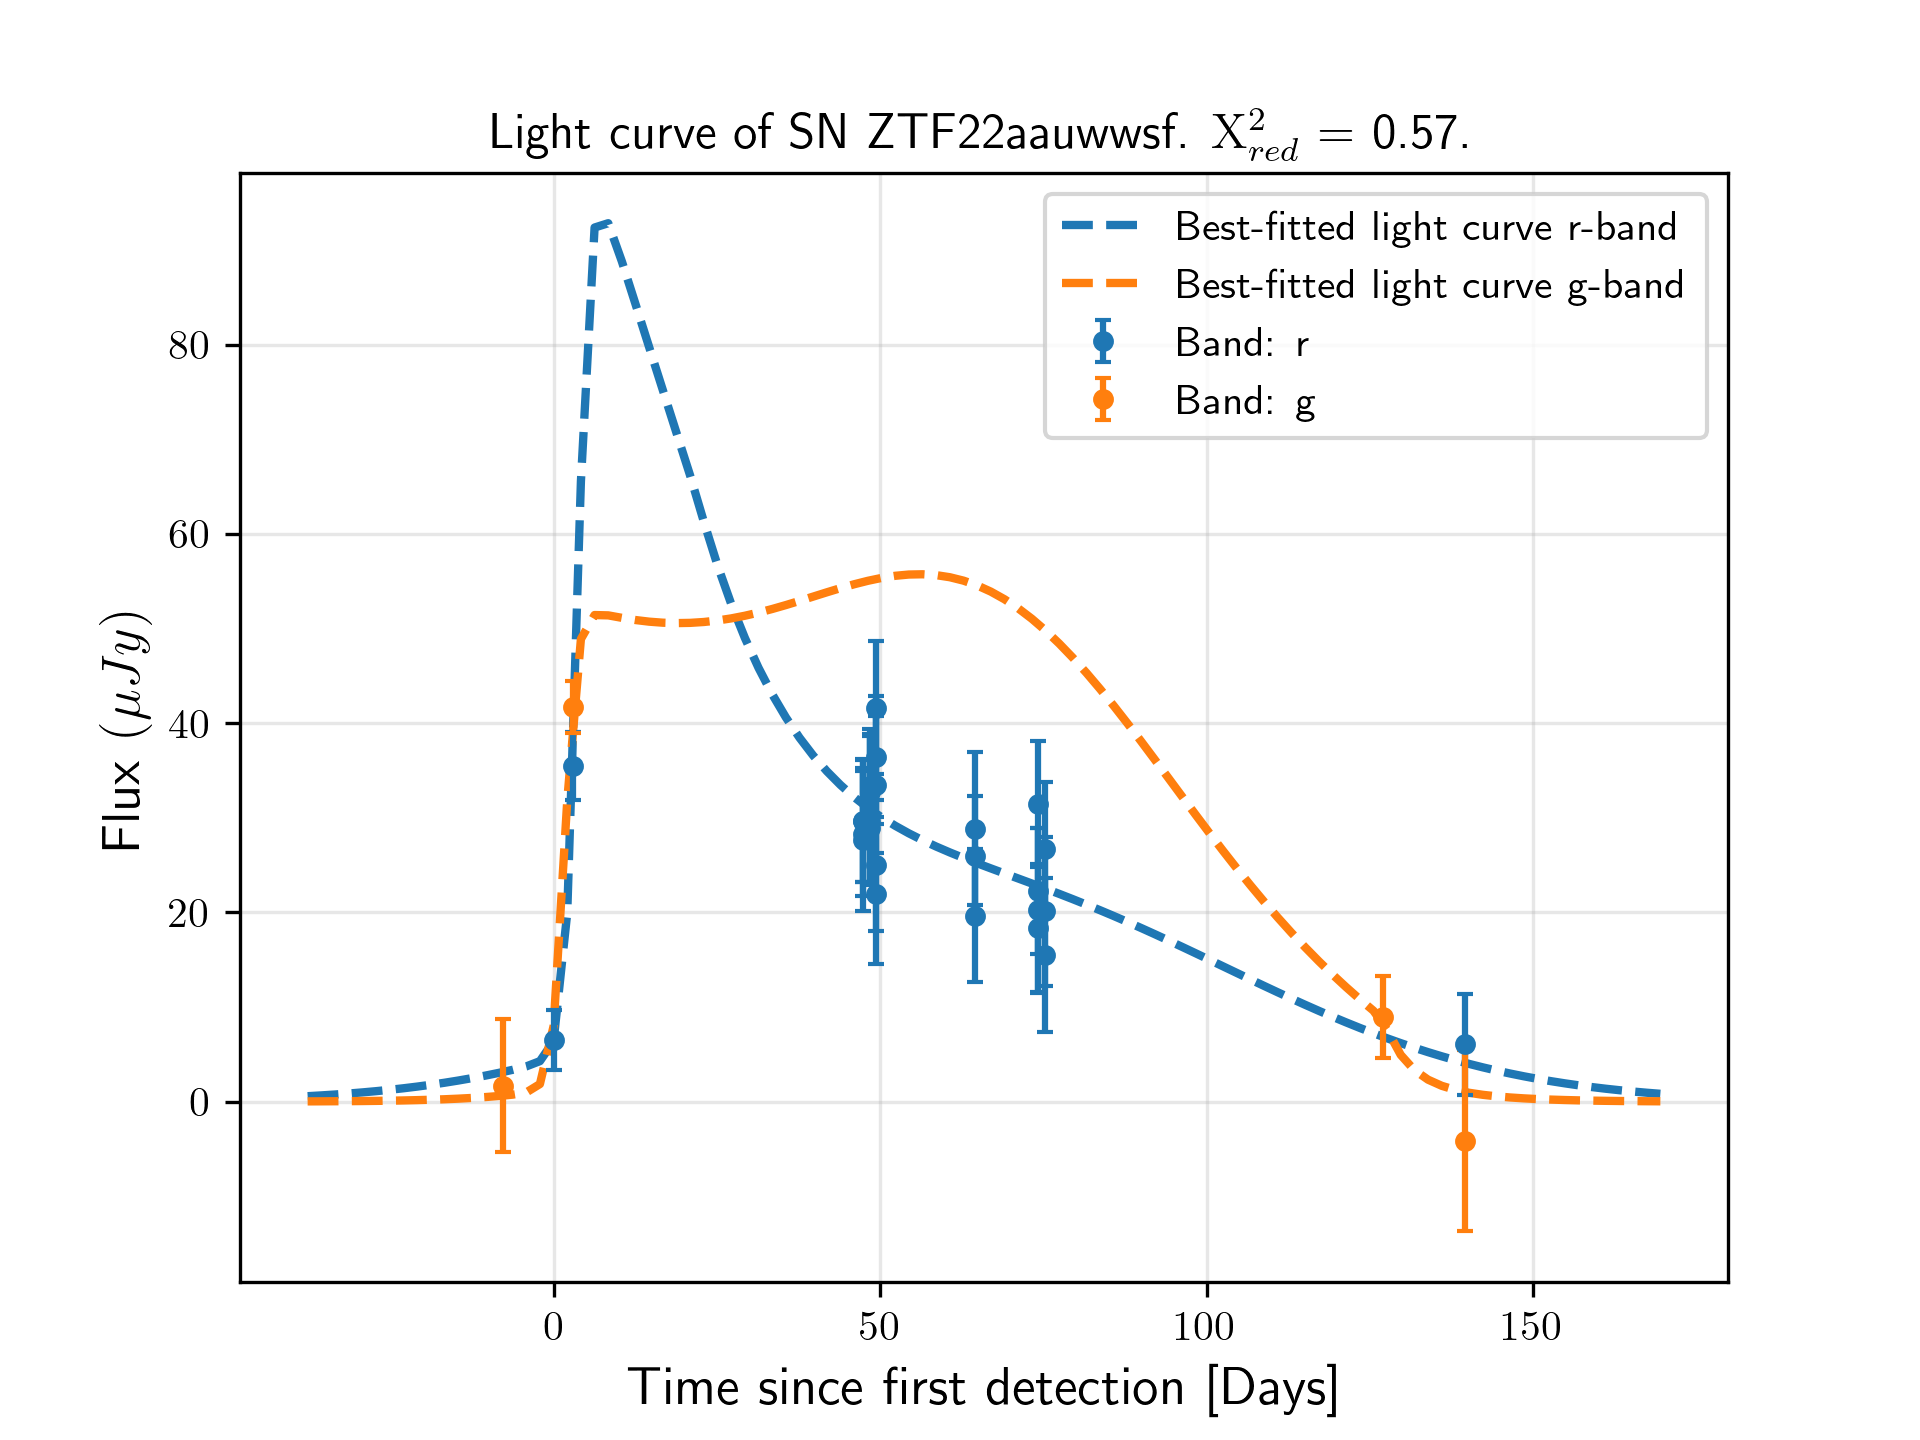 Light curve of SN ZTF22aauwwsf. X²_red = 0.57.
Best-fitted light curve r-band
Best-fitted light curve g-band
Band: r
Band: g
80
60
40
20
0
Flux (μJy)
0 50 100 150
Time since first detection [Days]